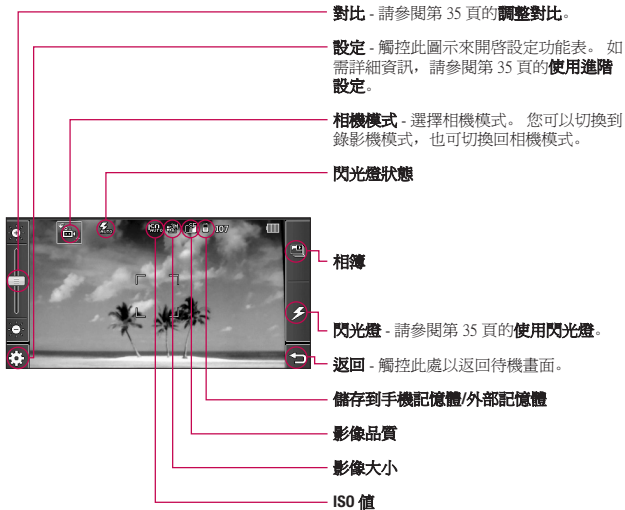 對比 - 請參閱第 35 頁的調整對比。
設定 - 觸控此圖示來開啓設定功能表。 如
需詳細資訊，請參閱第 35 頁的使用進階
設定。
相機模式 - 選擇相機模式。 您可以切換到
錄影機模式，也可切換回相機模式。
閃光燈狀態
AUTO
ISO
AUTO
107
相簿
閃光燈 - 請參閱第 35 頁的使用閃光燈。
返回 - 觸控此處以返回待機畫面。
儲存到手機記憶體/外部記憶體
影像品質
影像大小
ISO 值